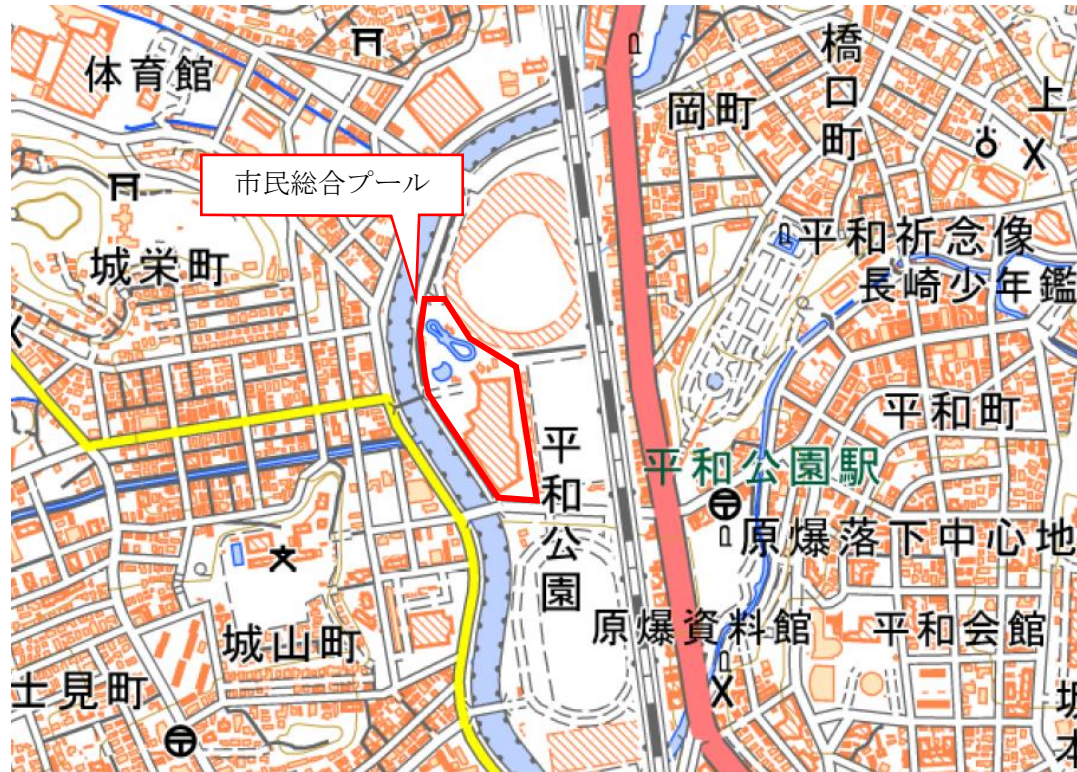 体育館
橋口町
岡町
上
市民総合プール
平和祈念像
長崎少年鑑
城栄町
平和町
平和公園
平和公園駅
原爆落下中心地
原爆資料館
平和会館
城山町
士見町
坂本